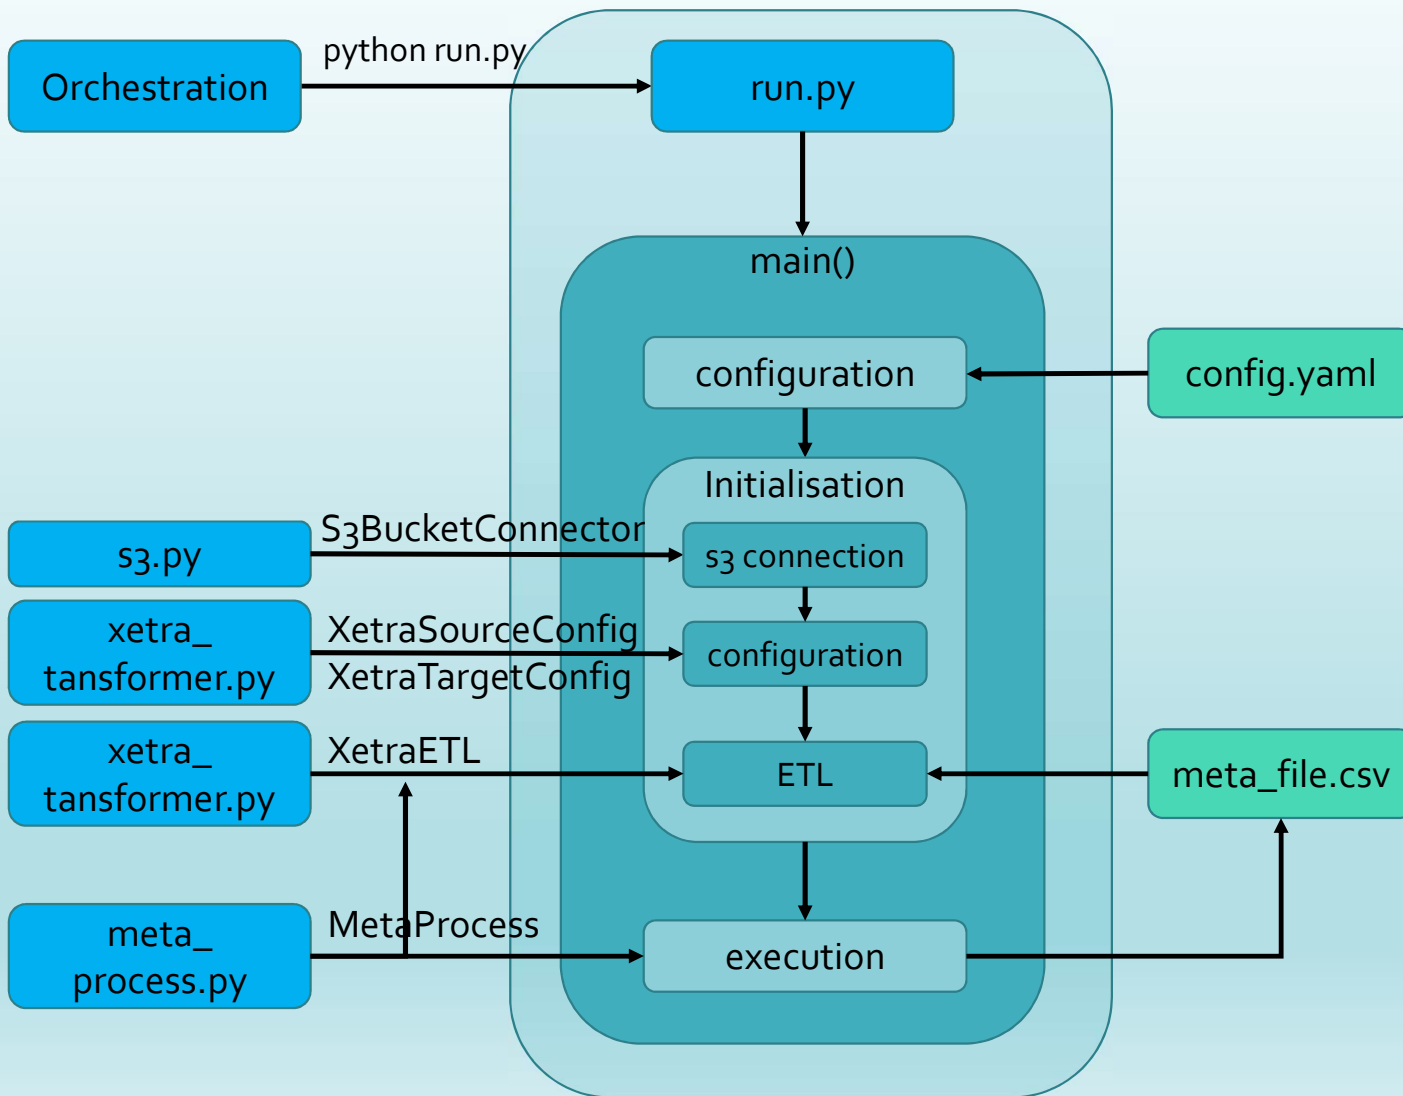 python run.py
Orchestration
run.py
main()
configuration
config.yaml
Initialisation
S3BucketConnector
s3.py
s3 connection
xetra_
tansformer.py
XetraSourceConfig
XetraTargetConfig
configuration
xetra_
tansformer.py
XetraETL
ETL
meta_file.csv
meta_
process.py
MetaProcess
execution